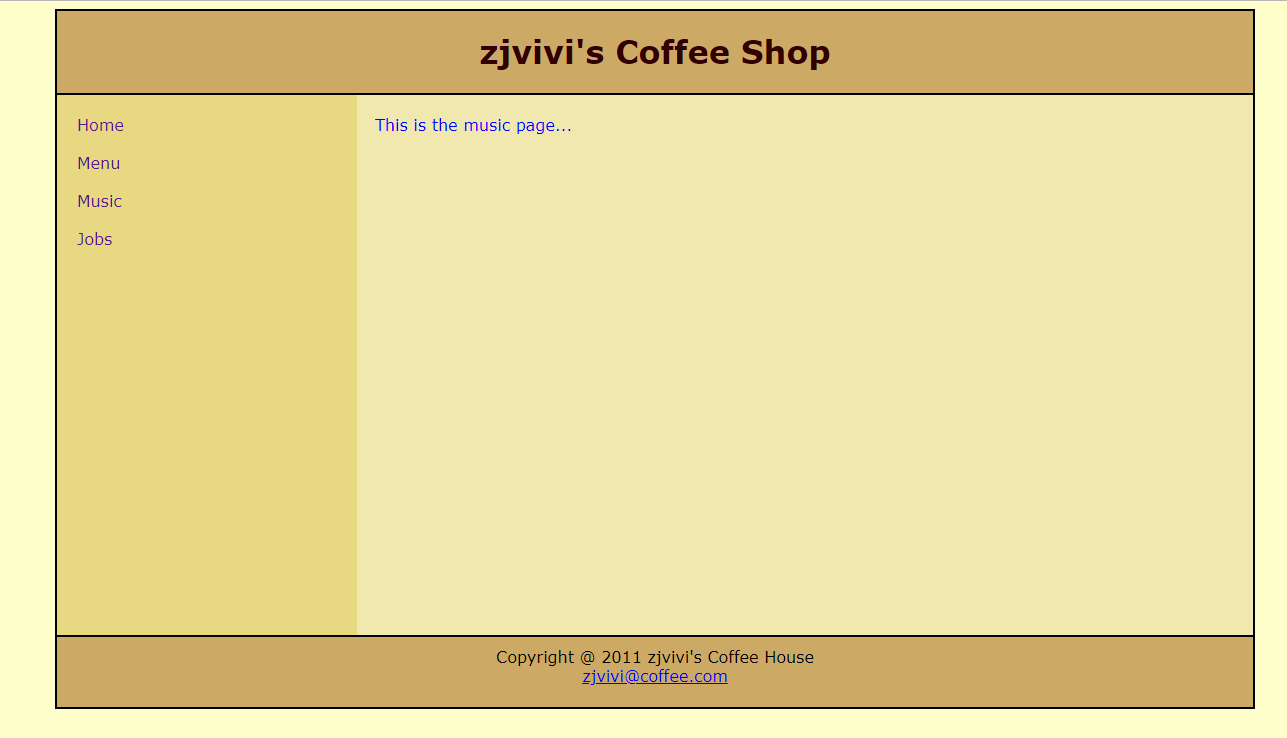 zjvivi's Coffee Shop
Home
Menu
Music
Jobs
This is the music page...
Copyright @ 2011 zjvivi's Coffee House
zjvivi@coffee.com